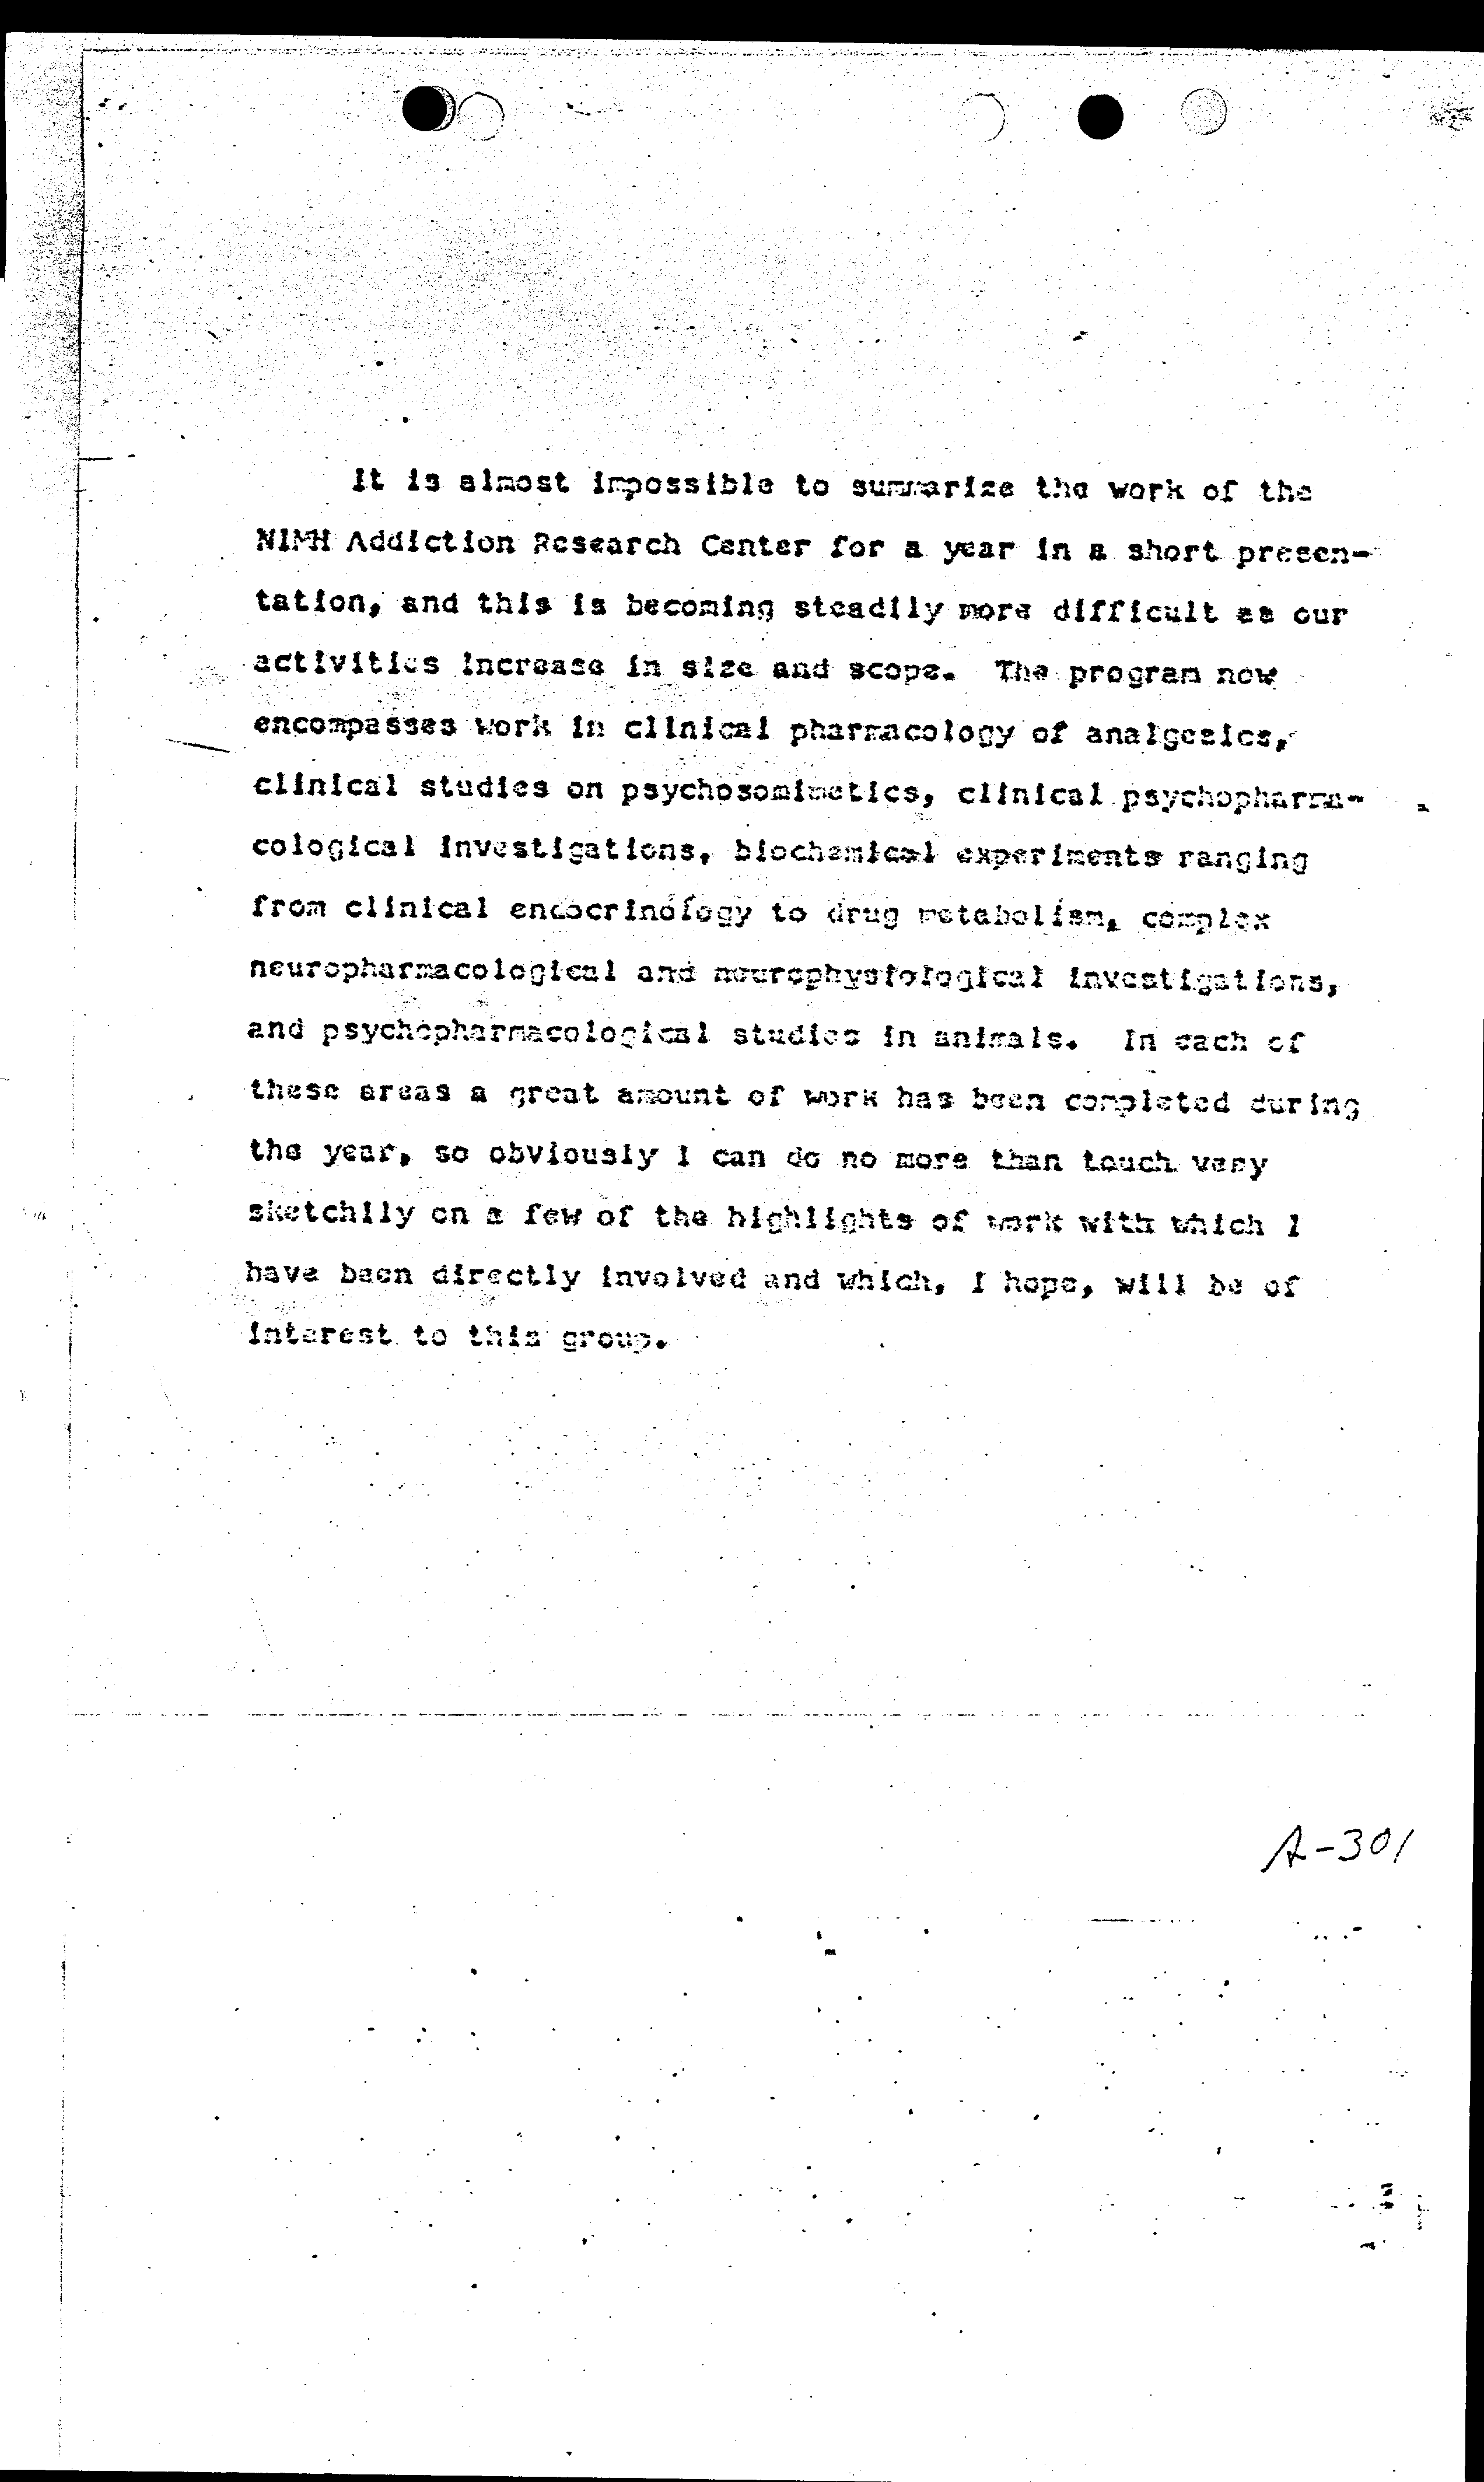 It is almost impossible to summarize the work of the
NIMH Addiction Research Center for a year in a short presen-
tation, and this is becoming steadily more difficult as our
activities increase in size and scope. The program now
encompasses work in clinical pharmacology of analgesics,
clinical studies on psychosomimetics, clinical psychopharma-
cological investigations, biochemical experiments ranging
from clinical endocrinology to drug metabolism, complex
neuropharmacological and neurophysiological investigations,
and psychopharmacological studies in animals. In each of
these areas a great amount of work has been completed during
the year, so obviously I can do no more than touch very
sketchily on a few of the highlights of work with which I
have been directly involved and which, I hope, will be of
interest to this group.
A-301